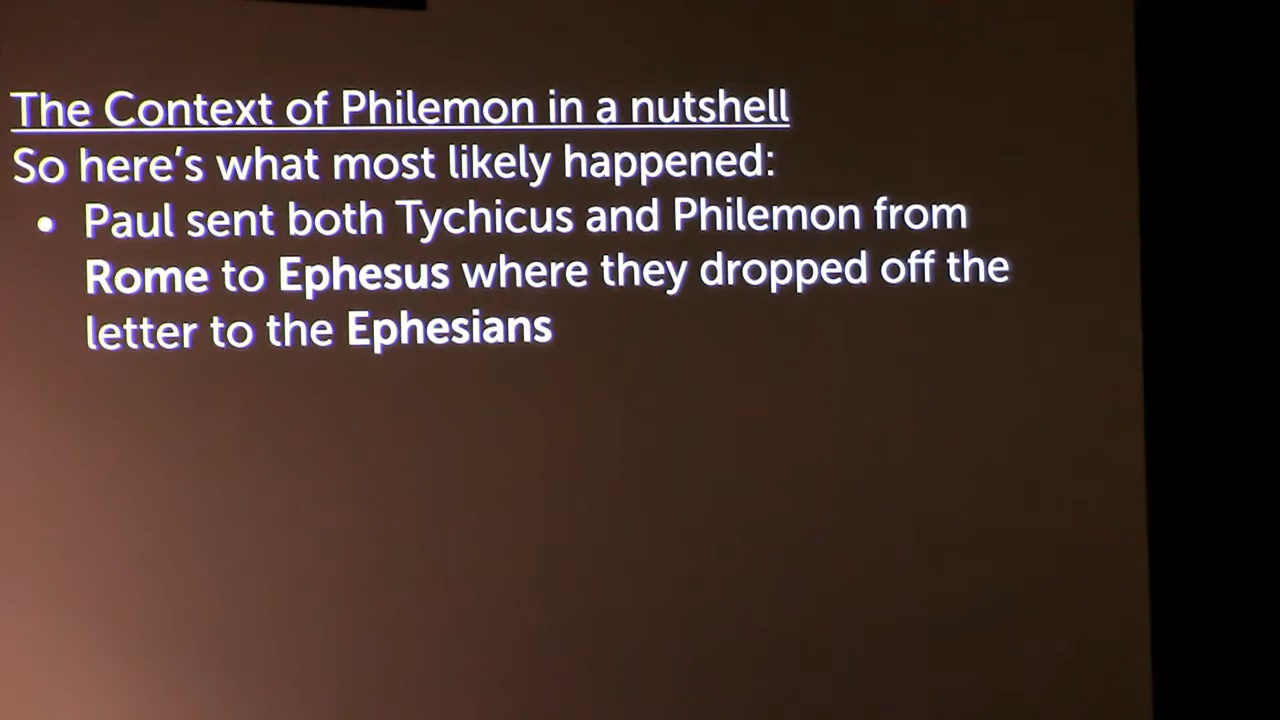 The Context of Philemon in a nutshell
So here’s what most likely happened:
• Paul sent both Tychicus and Philemon from
Rome to Ephesus where they dropped off the
letter to the Ephesians